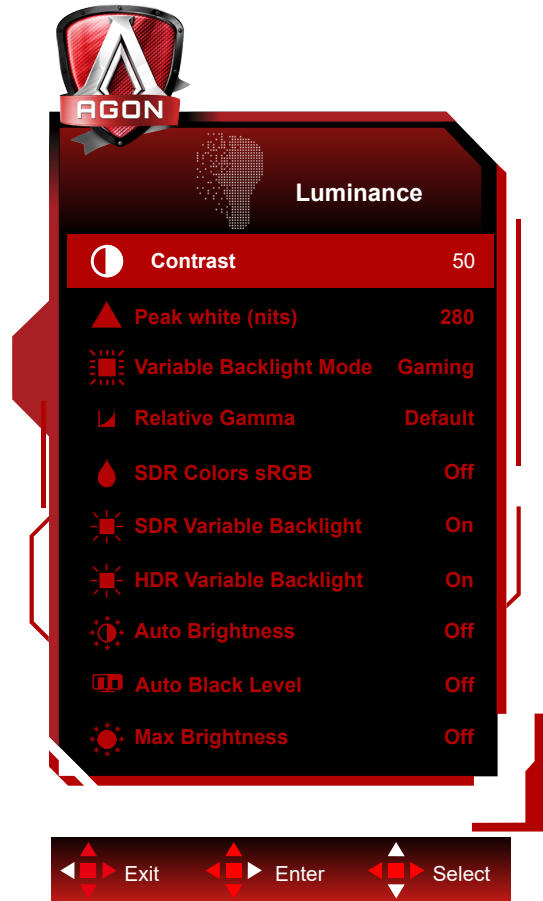 AGON
Luminance
Contrast 50
Peak white (nits) 280
Variable Backlight Mode Gaming
Relative Gamma Default
SDR Colors sRGB Off
SDR Variable Backlight On
HDR Variable Backlight On
Auto Brightness Off
Auto Black Level Off
Max Brightness Off
Exit Enter Select